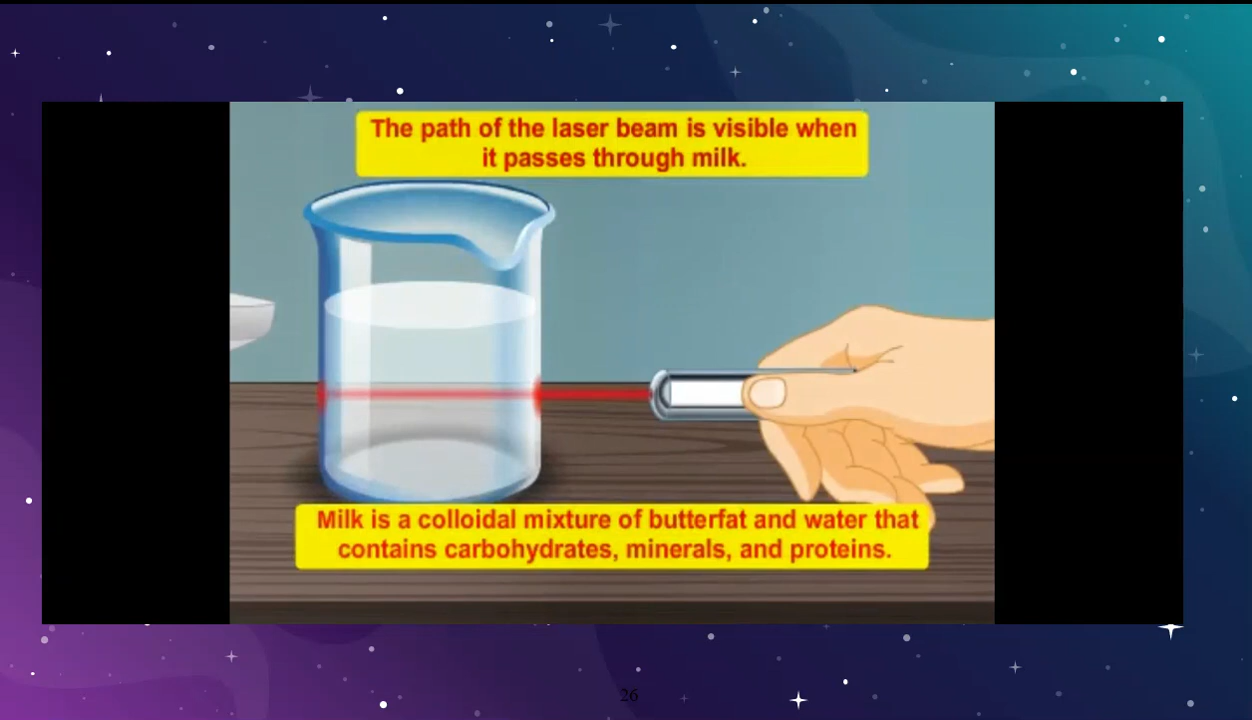 The path of the laser beam is visible when
it passes through milk.
Milk is a colloidal mixture of butterfat and water that
contains carbohydrates, minerals, and proteins.
26